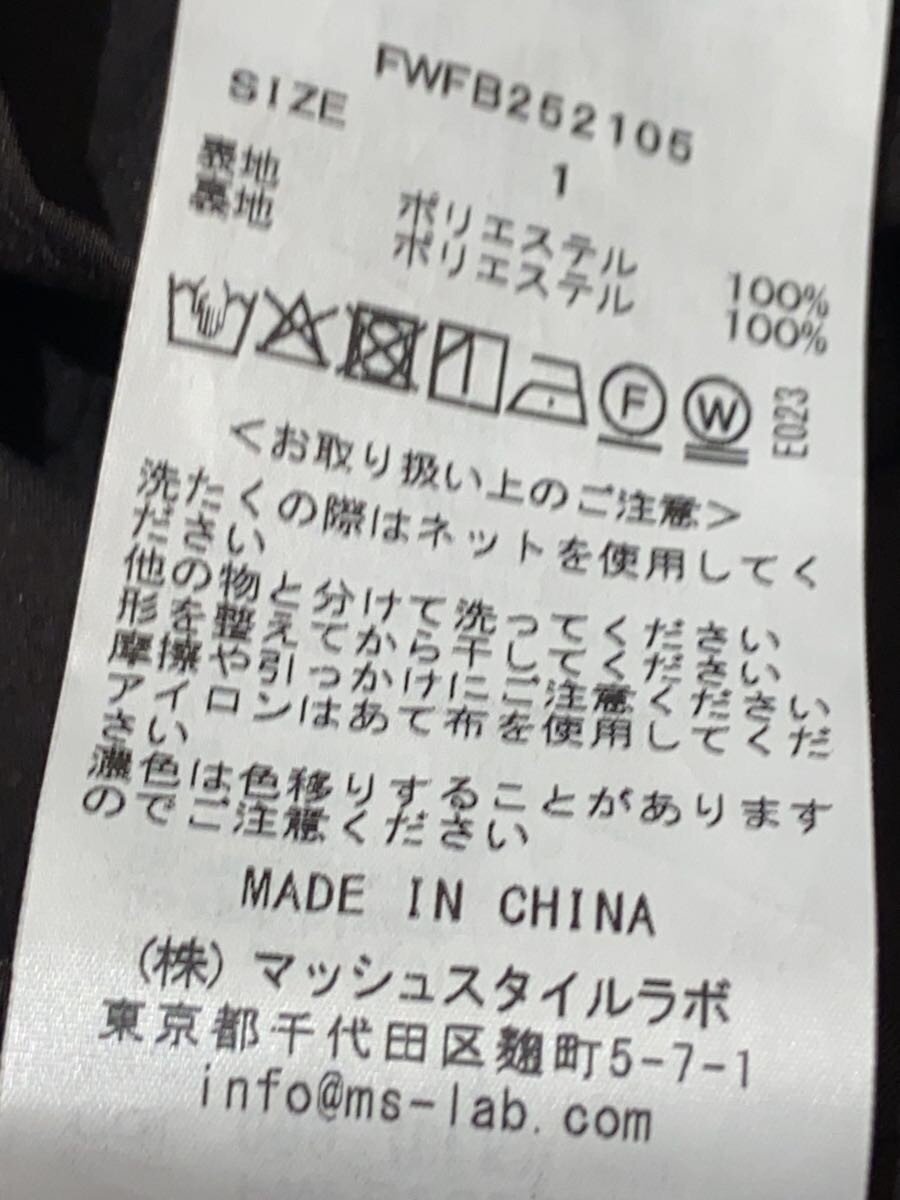 FWFB252105
SIZE 1
表地 ポリエステル 100%
裏地 ポリエステル 100%
F W E023
<お取り扱い上のご注意>
洗たくの際はネットを使用してく
ださい
他の物と分けて洗ってください
形を整えてから干してください
摩擦や引っかけにご注意ください
アイロンはあて布を使用してくだ
さい
濃色は色移りすることがあります
のでご注意ください
MADE IN CHINA
(株)マッシュスタイルラボ
東京都千代田区麹町5-7-1
info@ms-lab.com